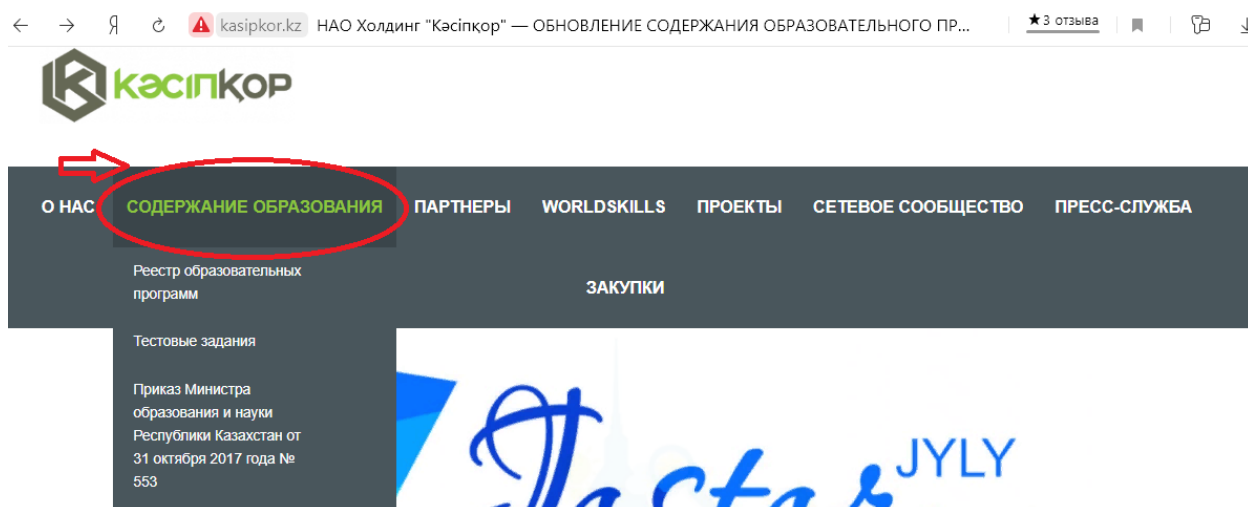 kasipkor.kz НАО Холдинг "Кәсіпқор" — ОБНОВЛЕНИЕ СОДЕРЖАНИЯ ОБРАЗОВАТЕЛЬНОГО ПР... ★3 отзыва
кәсіпқор
О НАС СОДЕРЖАНИЕ ОБРАЗОВАНИЯ ПАРТНЕРЫ WORLDSKILLS ПРОЕКТЫ СЕТЕВОЕ СООБЩЕСТВО ПРЕСС-СЛУЖБА
ЗАКУПКИ
Реестр образовательных
программ
Тестовые задания
Приказ Министра
образования и науки
Республики Казахстан от
31 октября 2017 года №
553
Jastar JYLY